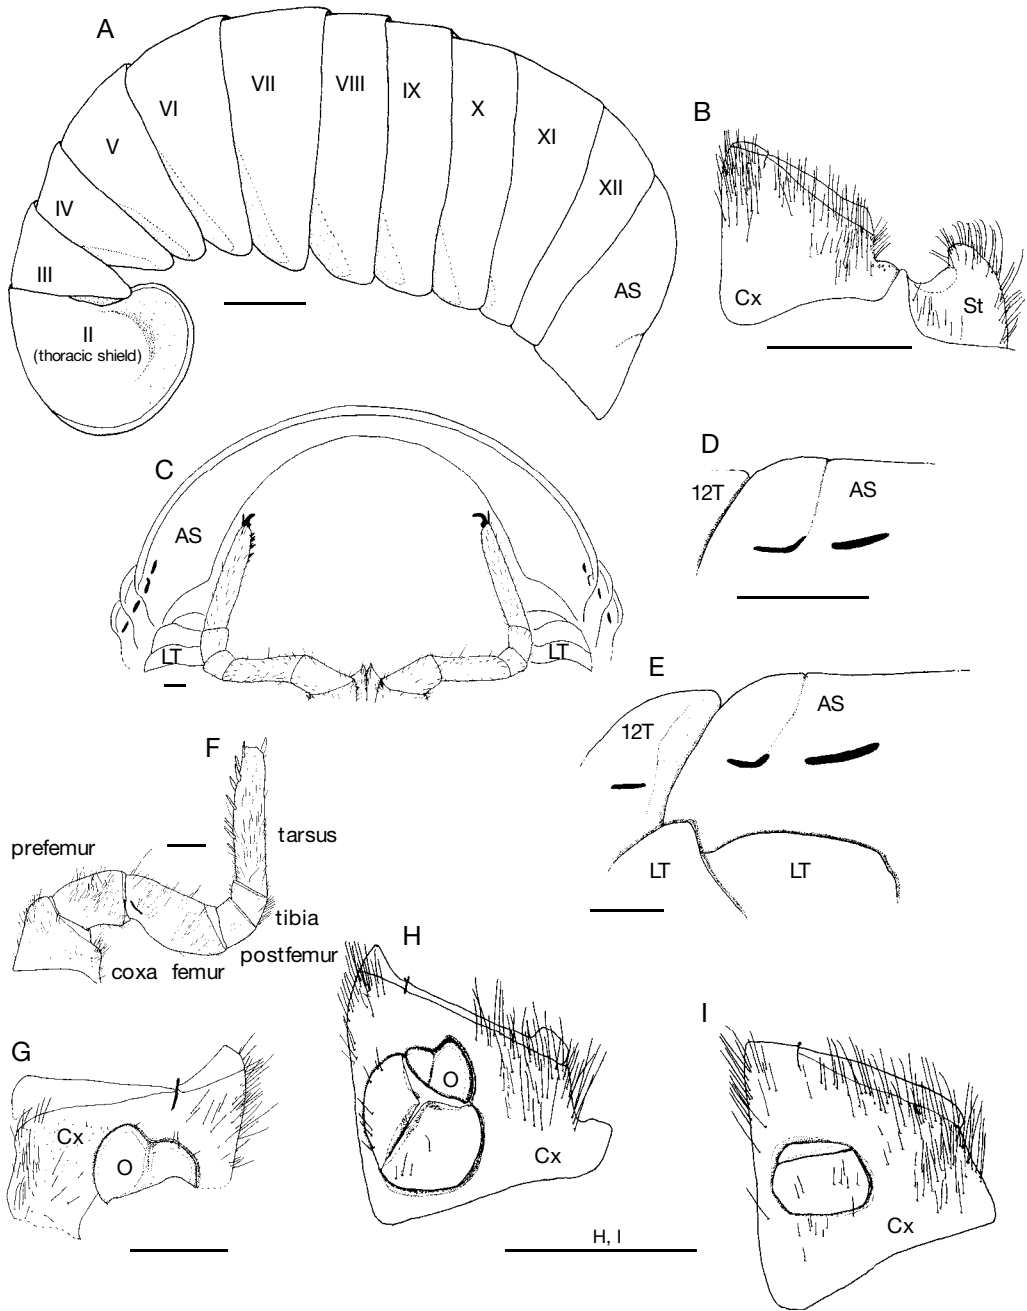 A
VI
VII
VIII
IX
X
XI
XII
AS
V
IV
III
II
(thoracic shield)
B
Cx
St
C
AS
LT
LT
D
12T
AS
E
12T
AS
LT
LT
F
prefemur
tarsus
tibia
coxa
femur
postfemur
G
Cx
O
H
O
Cx
H, I
I
Cx